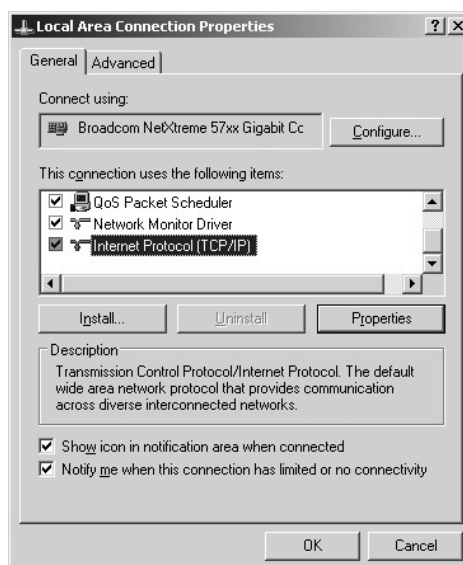 Local Area Connection Properties
General Advanced
Connect using:
Broadcom NetXtreme 57xx Gigabit Cc
Configure...
This connection uses the following items:
QoS Packet Scheduler
Network Monitor Driver
Internet Protocol (TCP/IP)
Install... Uninstall Properties
Description
Transmission Control Protocol/Internet Protocol. The default
wide area network protocol that provides communication
across diverse interconnected networks.
Show icon in notification area when connected
Notify me when this connection has limited or no connectivity
OK Cancel